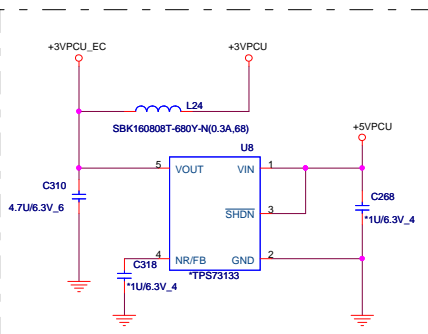 +3VPCU_EC
+3VPCU
L24
SBK160808T-680Y-N(0.3A,68)
+5VPCU
U8
5
VOUT
VIN
1
C310
4.7U/6.3V_6
C268
*1U/6.3V_4
SHDN
3
4
NR/FB
GND
2
C318
*1U/6.3V_4
*TPS73133